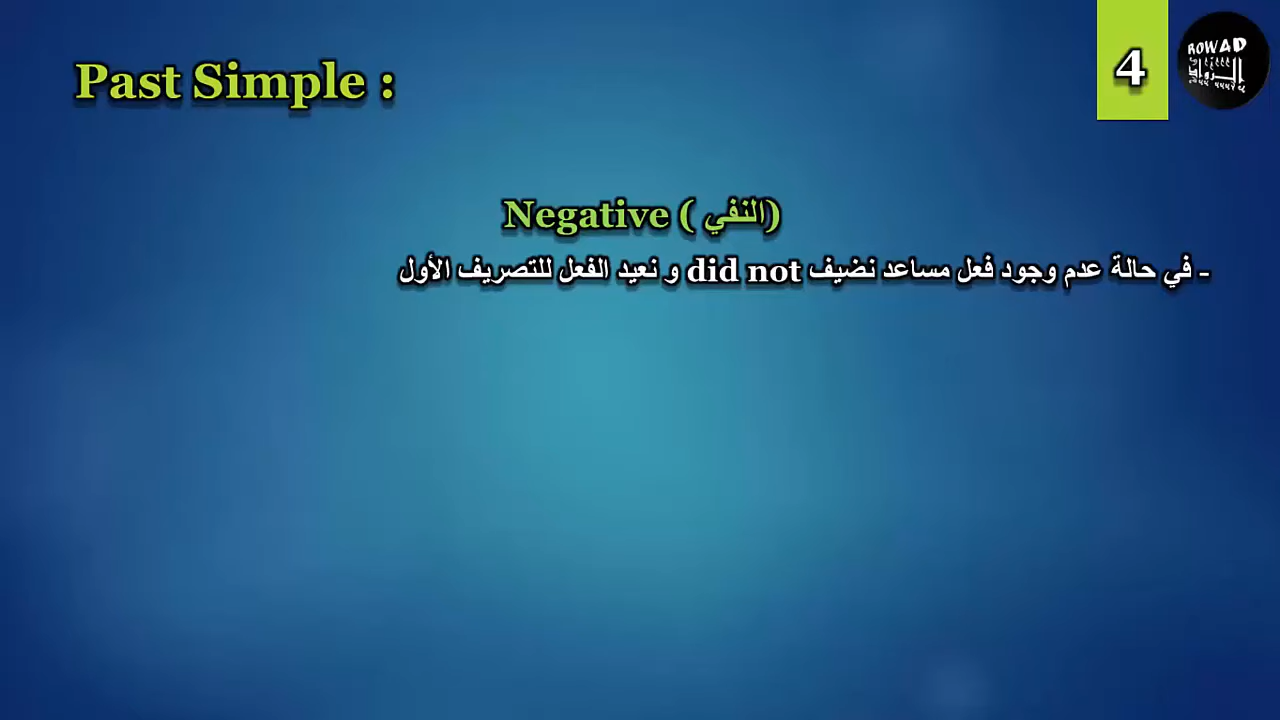 Past Simple :
4
ROWAD
الرواد
Negative ( النفي)
- في حالة عدم وجود فعل مساعد نضيف did not و نعيد الفعل للتصريف الأول